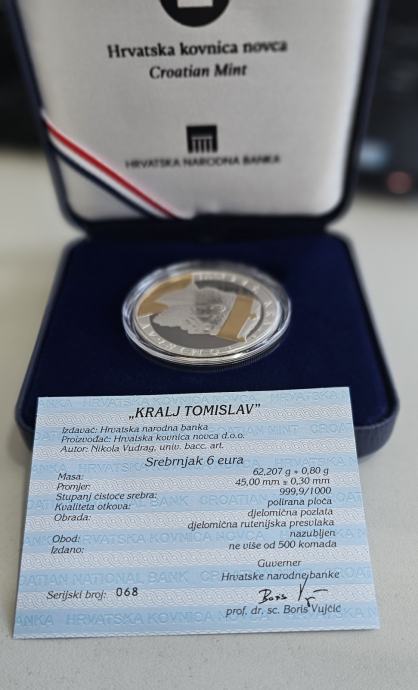 Hrvatska kovnica novca
Croatian Mint
HRVATSKA NARODNA BANKA
„KRALJ TOMISLAV”
Izdavač: Hrvatska narodna banka
Proizvođač: Hrvatska kovnica novca d.o.o.
Autor: Nikola Vudrag, univ. bacc. art.
Srebrnjak 6 eura
Masa: 62,207 g ± 0,80 g
Promjer: 45,00 mm ± 0,30 mm
Stupanj čistoće srebra: 999,9/1000
Kvaliteta otkova: polirana ploča
Obrada: djelomična pozlata
djelomična rutenijska presvlaka
Obod: nazubljen
Izdano: ne više od 500 komada
Guverner
Hrvatske narodne banke
Serijski broj: 068
prof. dr. sc. Boris Vujčić